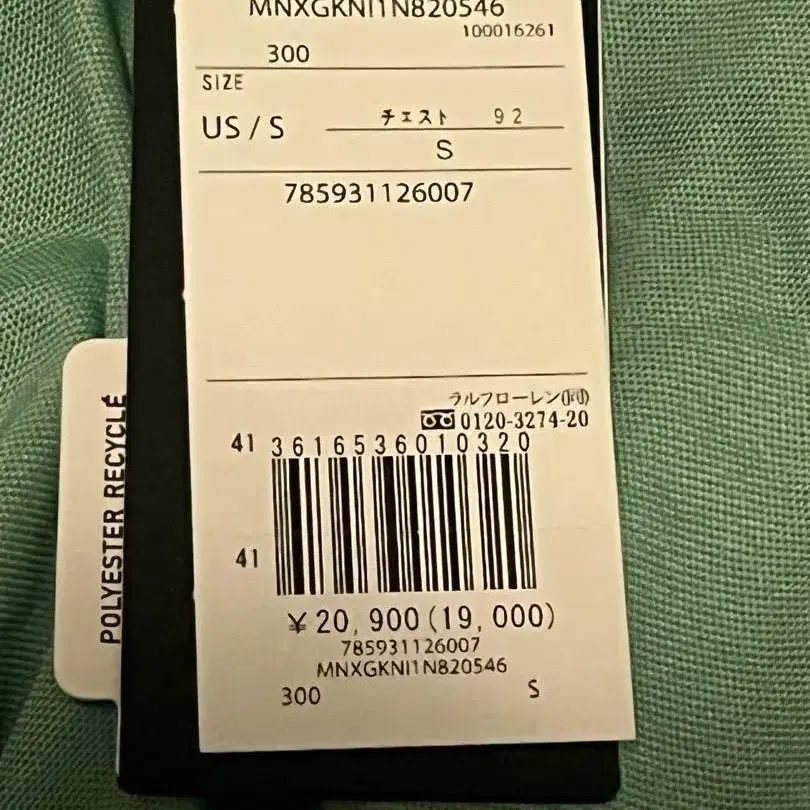 MNXGKNI1N820546
100016261
300
SIZE
US / S
チェスト 92
S
785931126007
ラルフローレン(同)
0120-3274-20
41 3616536010320
41
¥20,900(19,000)
785931126007
MNXGKNI1N820546
300 S
POLYESTER RECYCLÉ